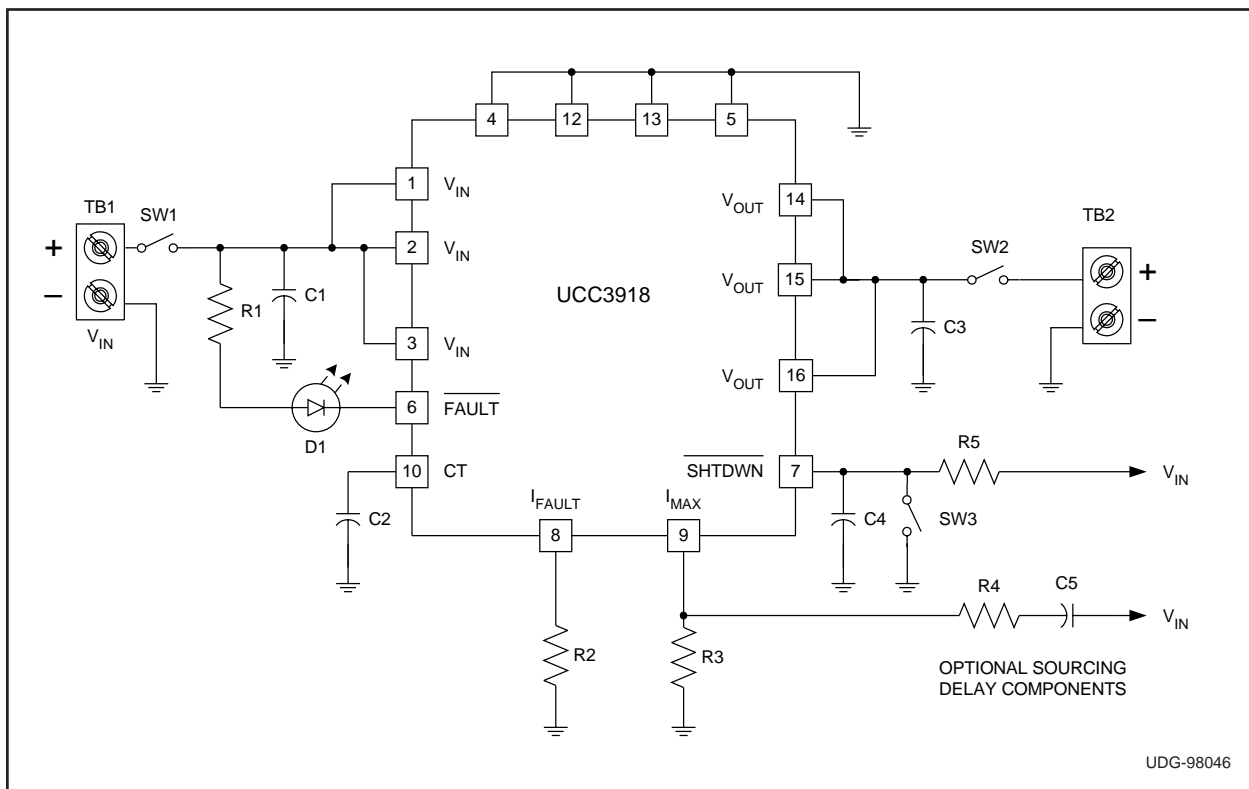 4
12
13
5
1
V_IN
14
V_OUT
TB1
SW1
+
−
V_IN
2
V_IN
R1
C1
UCC3918
15
V_OUT
SW2
TB2
+
−
C3
3
V_IN
16
V_OUT
6
FAULT
D1
10
CT
C2
7
SHTDWN
R5
V_IN
I_FAULT
I_MAX
8
9
C4
SW3
R4
C5
V_IN
R2
R3
OPTIONAL SOURCING
DELAY COMPONENTS
UDG-98046